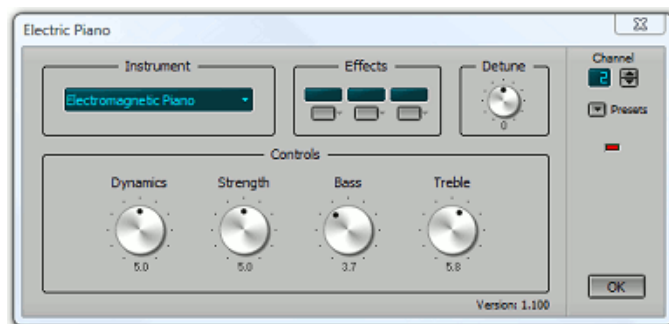 Electric Piano
Instrument
Electromagnetic Piano
Effects
Detune
0
Channel
2
Presets
Controls
Dynamics
Strength
Bass
Treble
5.0
5.0
3.7
5.8
OK
Version: 1.100